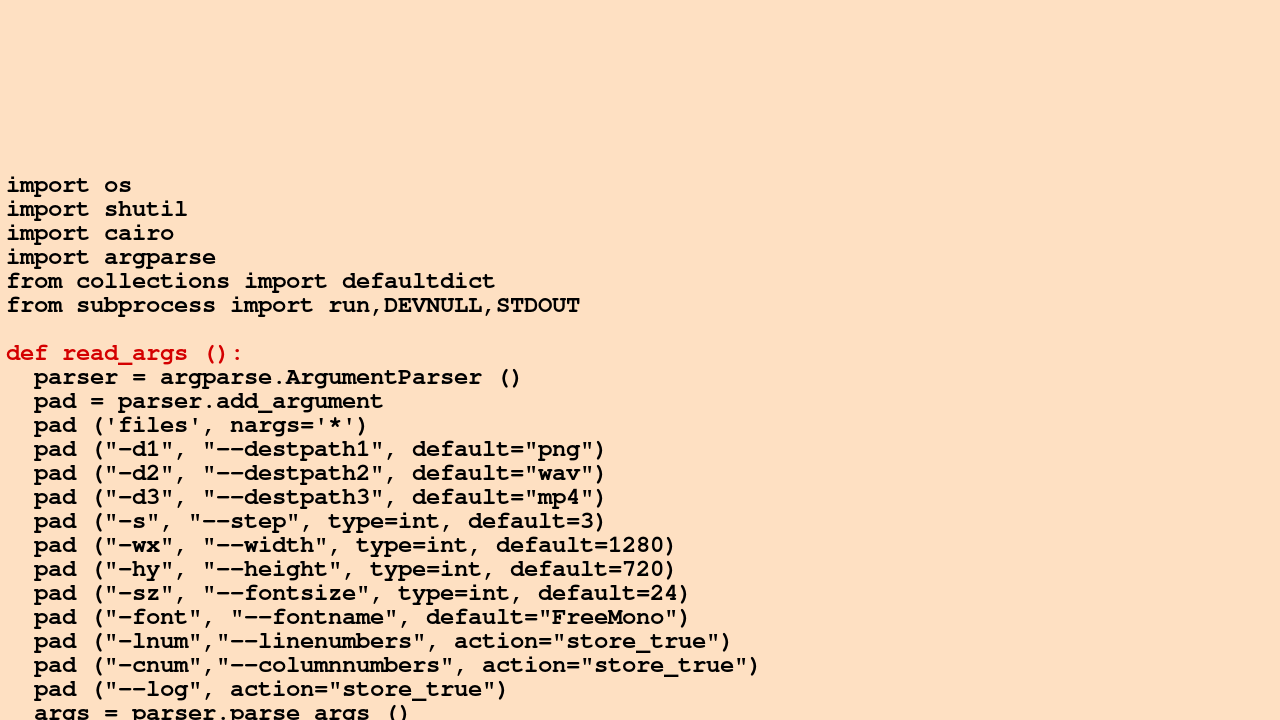 import os
import shutil
import cairo
import argparse
from collections import defaultdict
from subprocess import run,DEVNULL,STDOUT

def read_args ():
  parser = argparse.ArgumentParser ()
  pad = parser.add_argument
  pad ('files', nargs='*')
  pad ("-d1", "--destpath1", default="png")
  pad ("-d2", "--destpath2", default="wav")
  pad ("-d3", "--destpath3", default="mp4")
  pad ("-s", "--step", type=int, default=3)
  pad ("-wx", "--width", type=int, default=1280)
  pad ("-hy", "--height", type=int, default=720)
  pad ("-sz", "--fontsize", type=int, default=24)
  pad ("-font", "--fontname", default="FreeMono")
  pad ("-lnum","--linenumbers", action="store_true")
  pad ("-cnum","--columnnumbers", action="store_true")
  pad ("--log", action="store_true")
  args = parser.parse_args ()